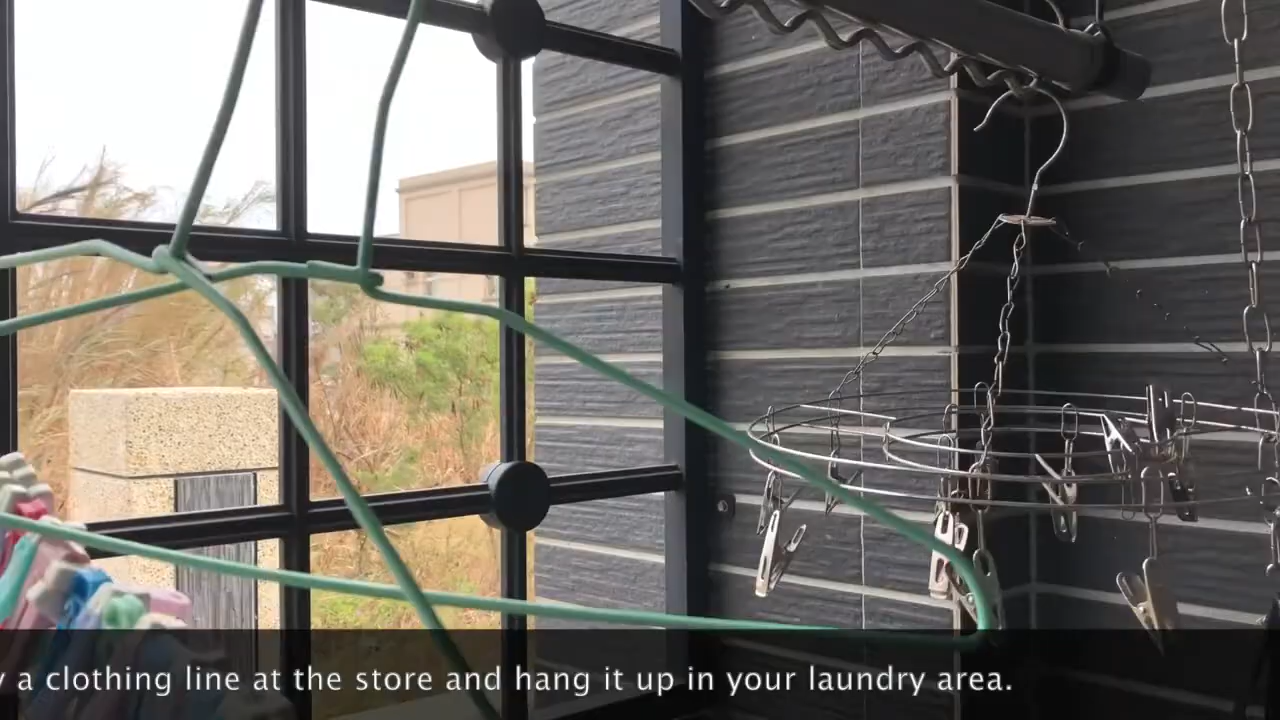 a clothing line at the store and hang it up in your laundry area.